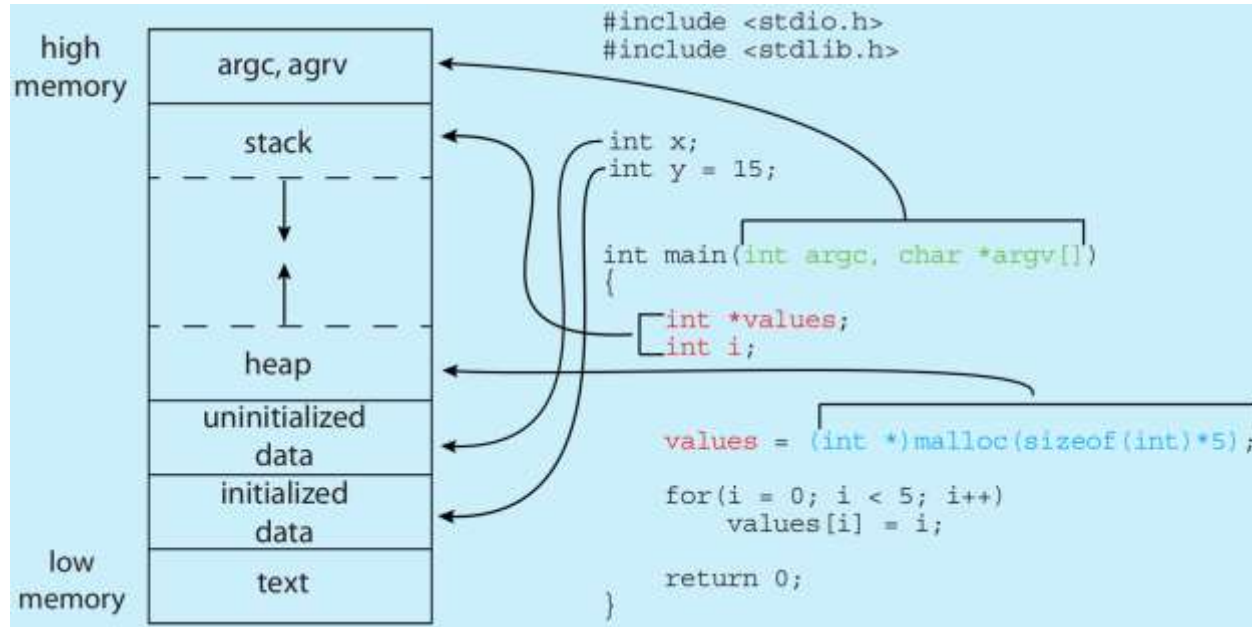 high
memory
argc, agrv
stack
heap
uninitialized
data
initialized
data
text
low
memory
#include <stdio.h>
#include <stdlib.h>
int x;
int y = 15;
int main(int argc, char *argv[])
{
int *values;
int i;
values = (int *)malloc(sizeof(int)*5);
for(i = 0; i < 5; i++)
values[i] = i;
return 0;
}